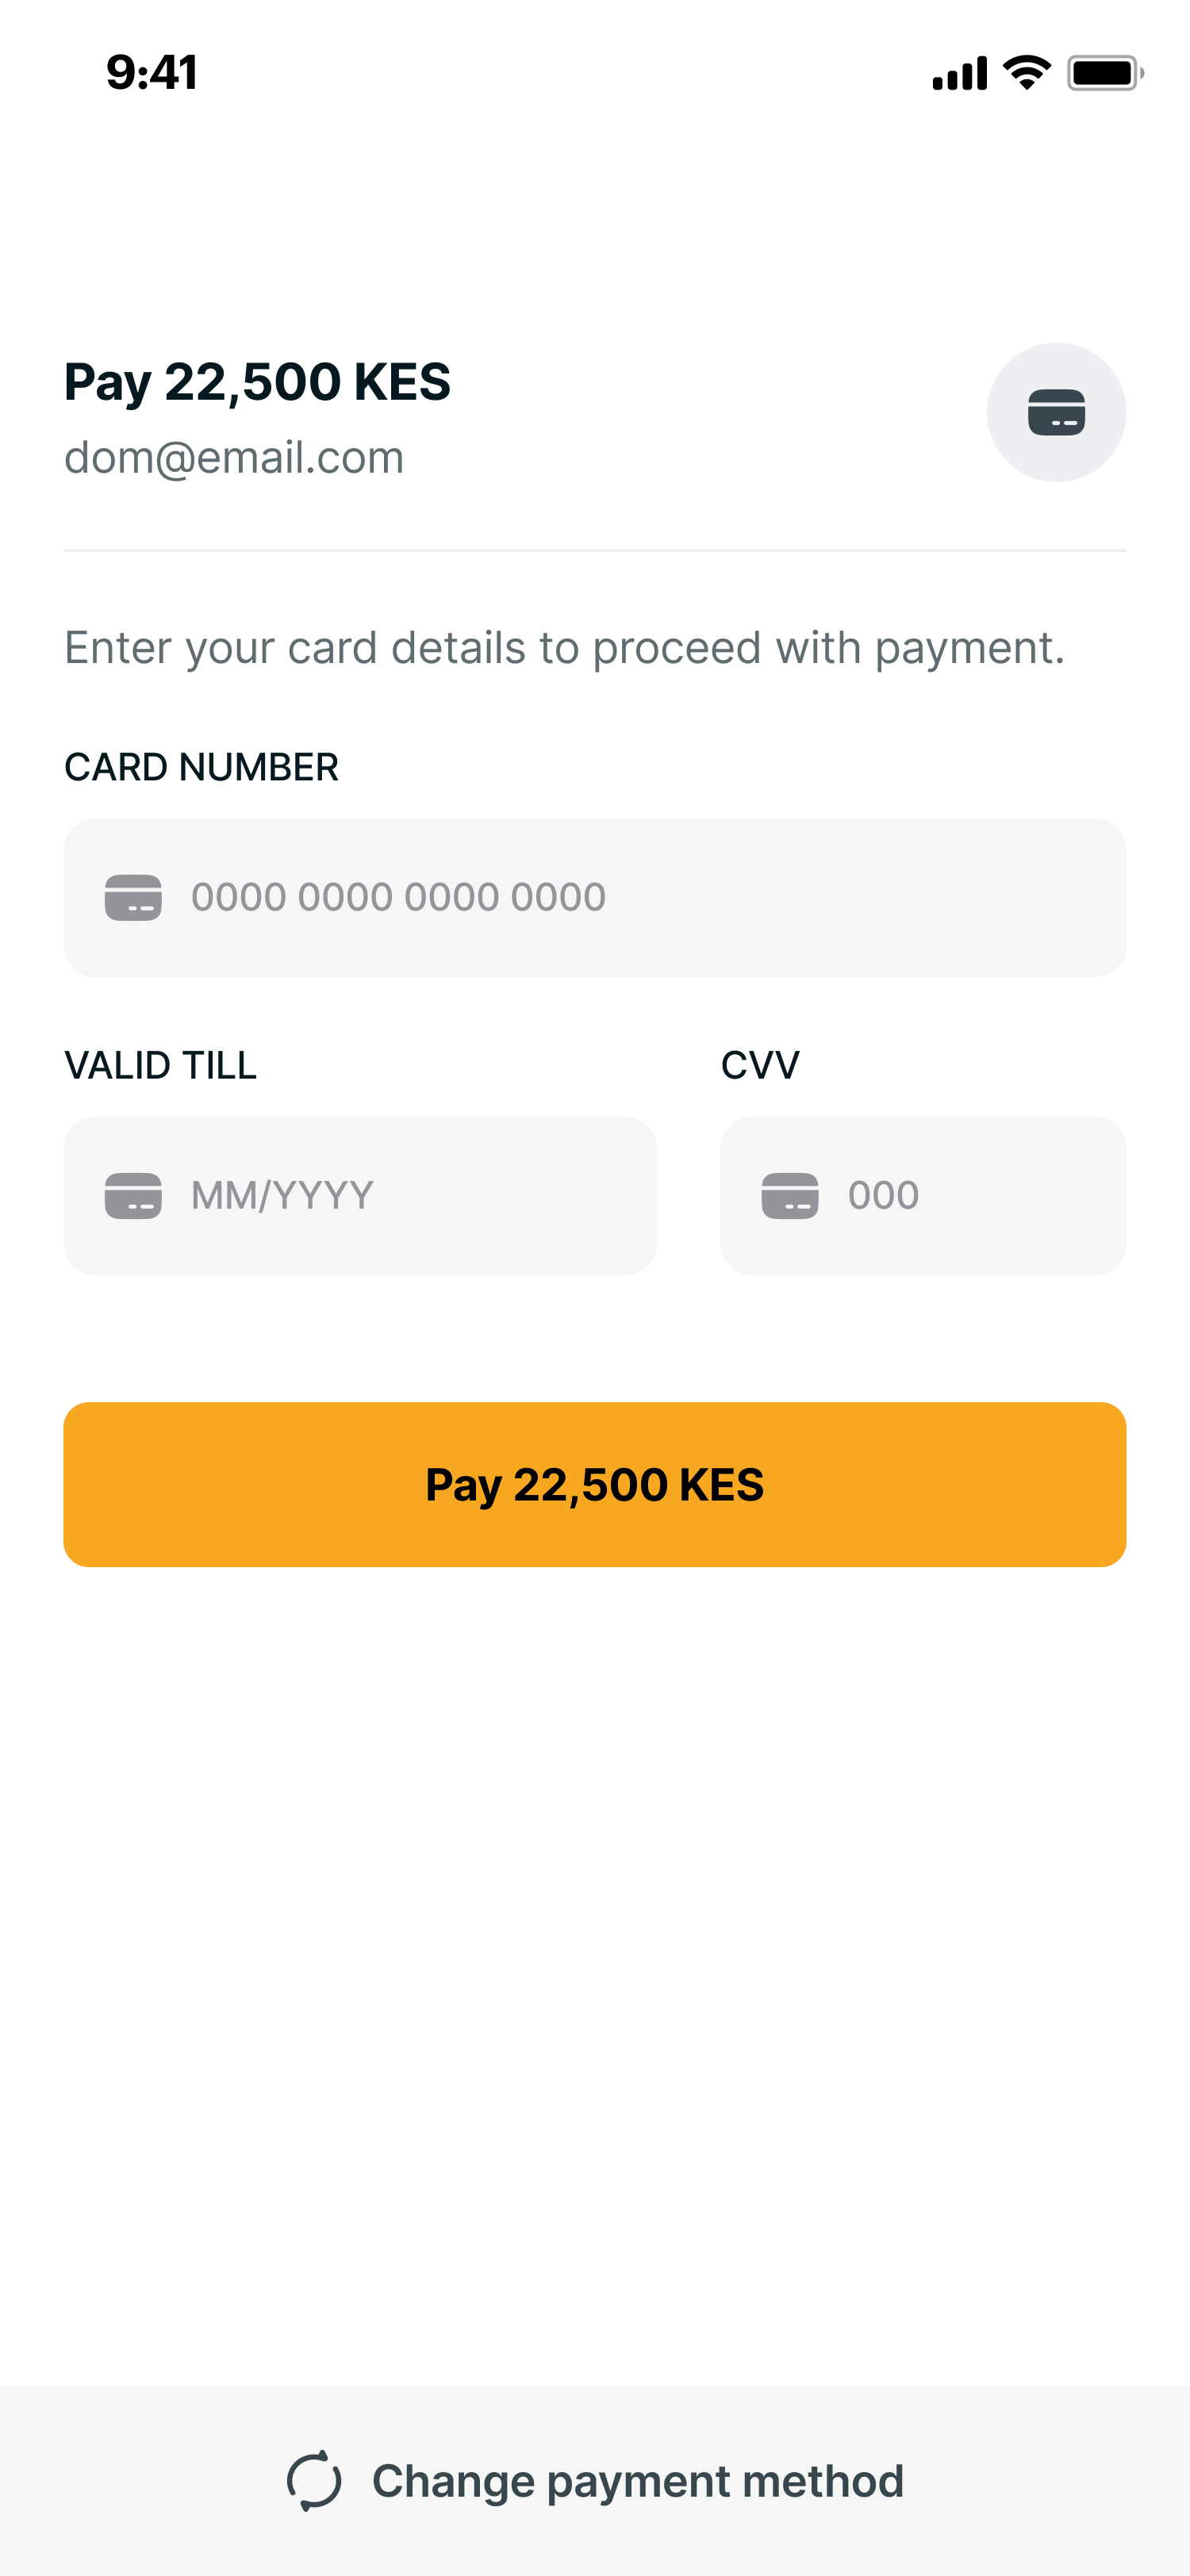 9:41
Pay 22,500 KES
dom@email.com
Enter your card details to proceed with payment.
CARD NUMBER
0000 0000 0000 0000
VALID TILL
CVV
MM/YYYY
000
Pay 22,500 KES
Change payment method